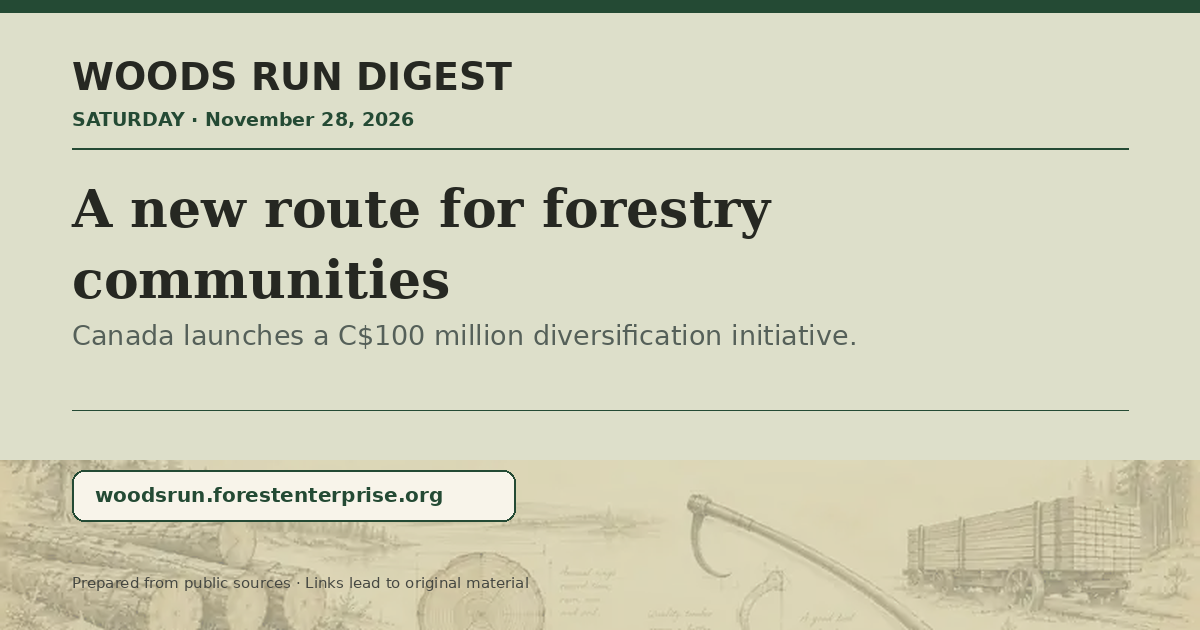 WOODS RUN DIGEST
SATURDAY · November 28, 2026
A new route for forestry
communities
Canada launches a C$100 million diversification initiative.
woodsrun.forestenterprise.org
Prepared from public sources · Links lead to original material